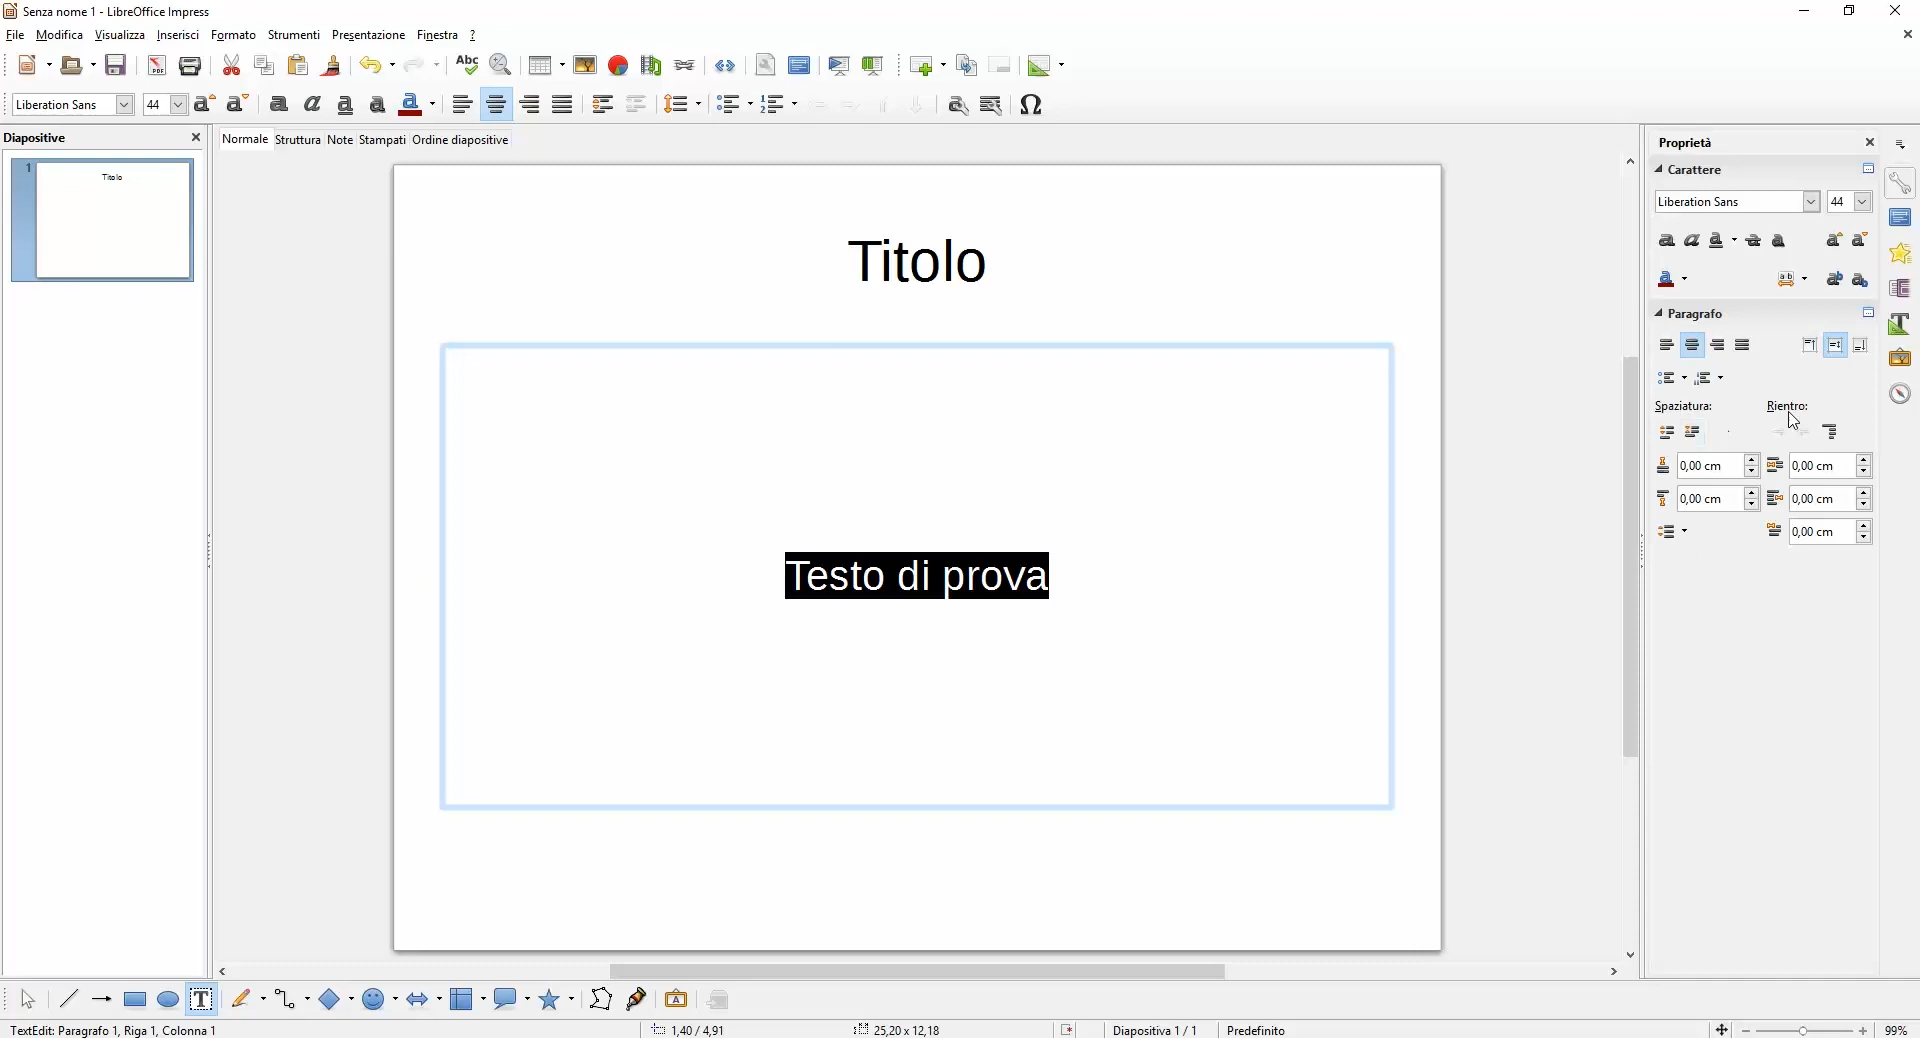 Senza nome 1 - LibreOffice Impress
File Modifica Visualizza Inserisci Formato Strumenti Presentazione Finestra ?
Liberation Sans 44
Diapositive
Normale Struttura Note Stampati Ordine diapositive
1
Titolo
Titolo
Testo di prova
Proprietà
Carattere
Liberation Sans 44
Paragrafo
Spaziatura: Rientro:
0,00 cm 0,00 cm
0,00 cm 0,00 cm
0,00 cm
TextEdit: Paragrafo 1, Riga 1, Colonna 1 1,40 / 4,91 25,20 x 12,18 Diapositiva 1 / 1 Predefinito 99%